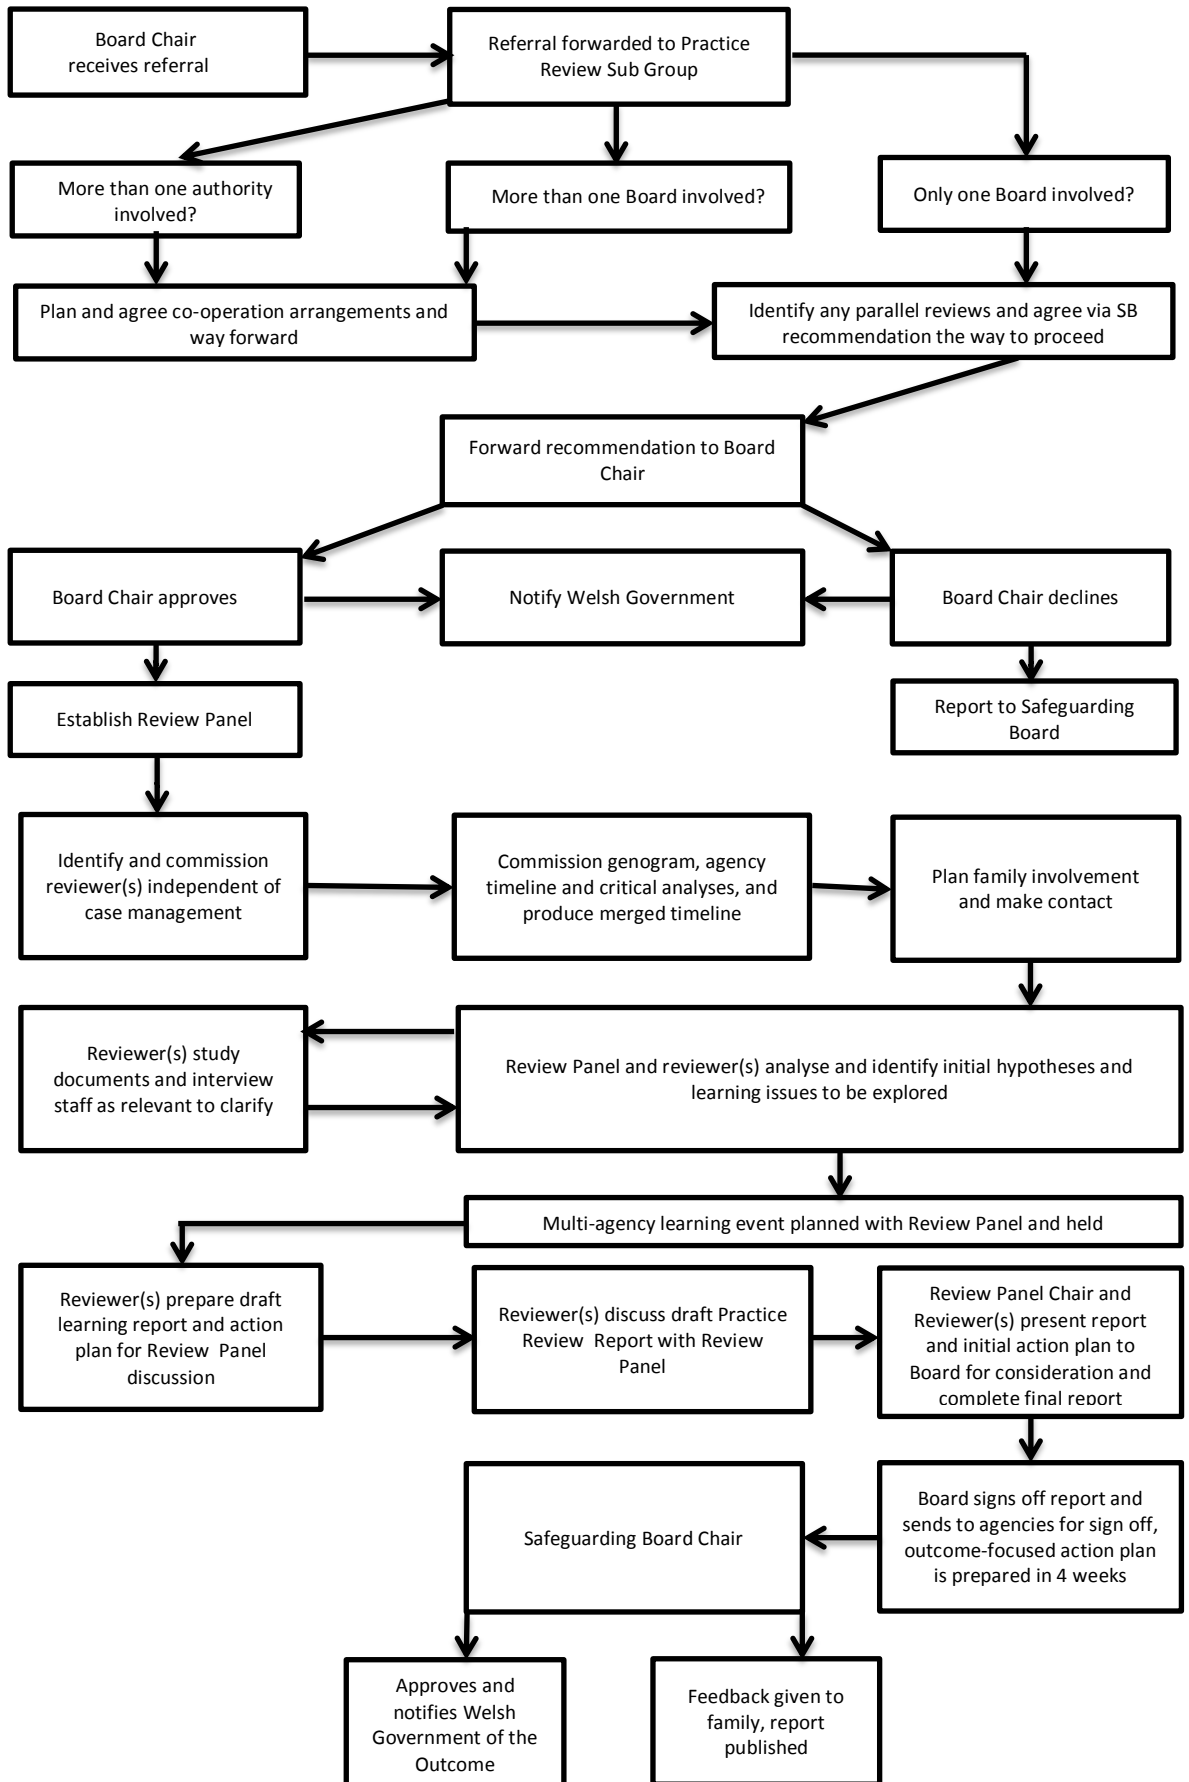 Board Chair
receives referral
Referral forwarded to Practice
Review Sub Group
More than one authority
involved?
More than one Board involved?
Only one Board involved?
Plan and agree co-operation arrangements and
way forward
Identify any parallel reviews and agree via SB
recommendation the way to proceed
Forward recommendation to Board
Chair
Board Chair approves
Notify Welsh Government
Board Chair declines
Establish Review Panel
Report to Safeguarding
Board
Identify and commission
reviewer(s) independent of
case management
Commission genogram, agency
timeline and critical analyses, and
produce merged timeline
Plan family involvement
and make contact
Reviewer(s) study
documents and interview
staff as relevant to clarify
Review Panel and reviewer(s) analyse and identify initial hypotheses and
learning issues to be explored
Multi-agency learning event planned with Review Panel and held
Reviewer(s) prepare draft
learning report and action
plan for Review Panel
discussion
Reviewer(s) discuss draft Practice
Review Report with Review
Panel
Review Panel Chair and
Reviewer(s) present report
and initial action plan to
Board for consideration and
complete final report
Safeguarding Board Chair
Board signs off report and
sends to agencies for sign off,
outcome-focused action plan
is prepared in 4 weeks
Approves and
notifies Welsh
Government of the
Outcome
Feedback given to
family, report
published